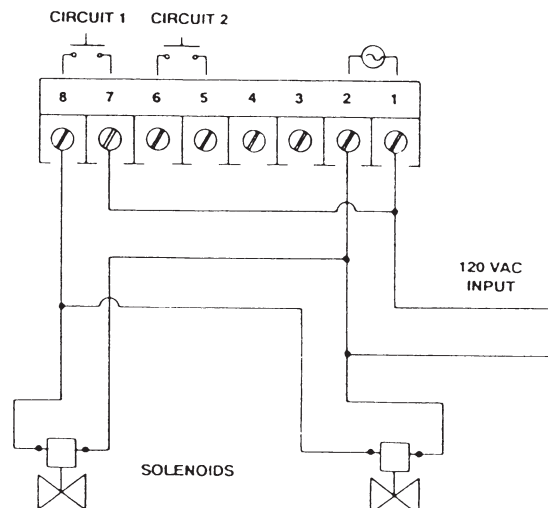 CIRCUIT 1 CIRCUIT 2
8 7 6 5 4 3 2 1
120 VAC
INPUT
SOLENOIDS